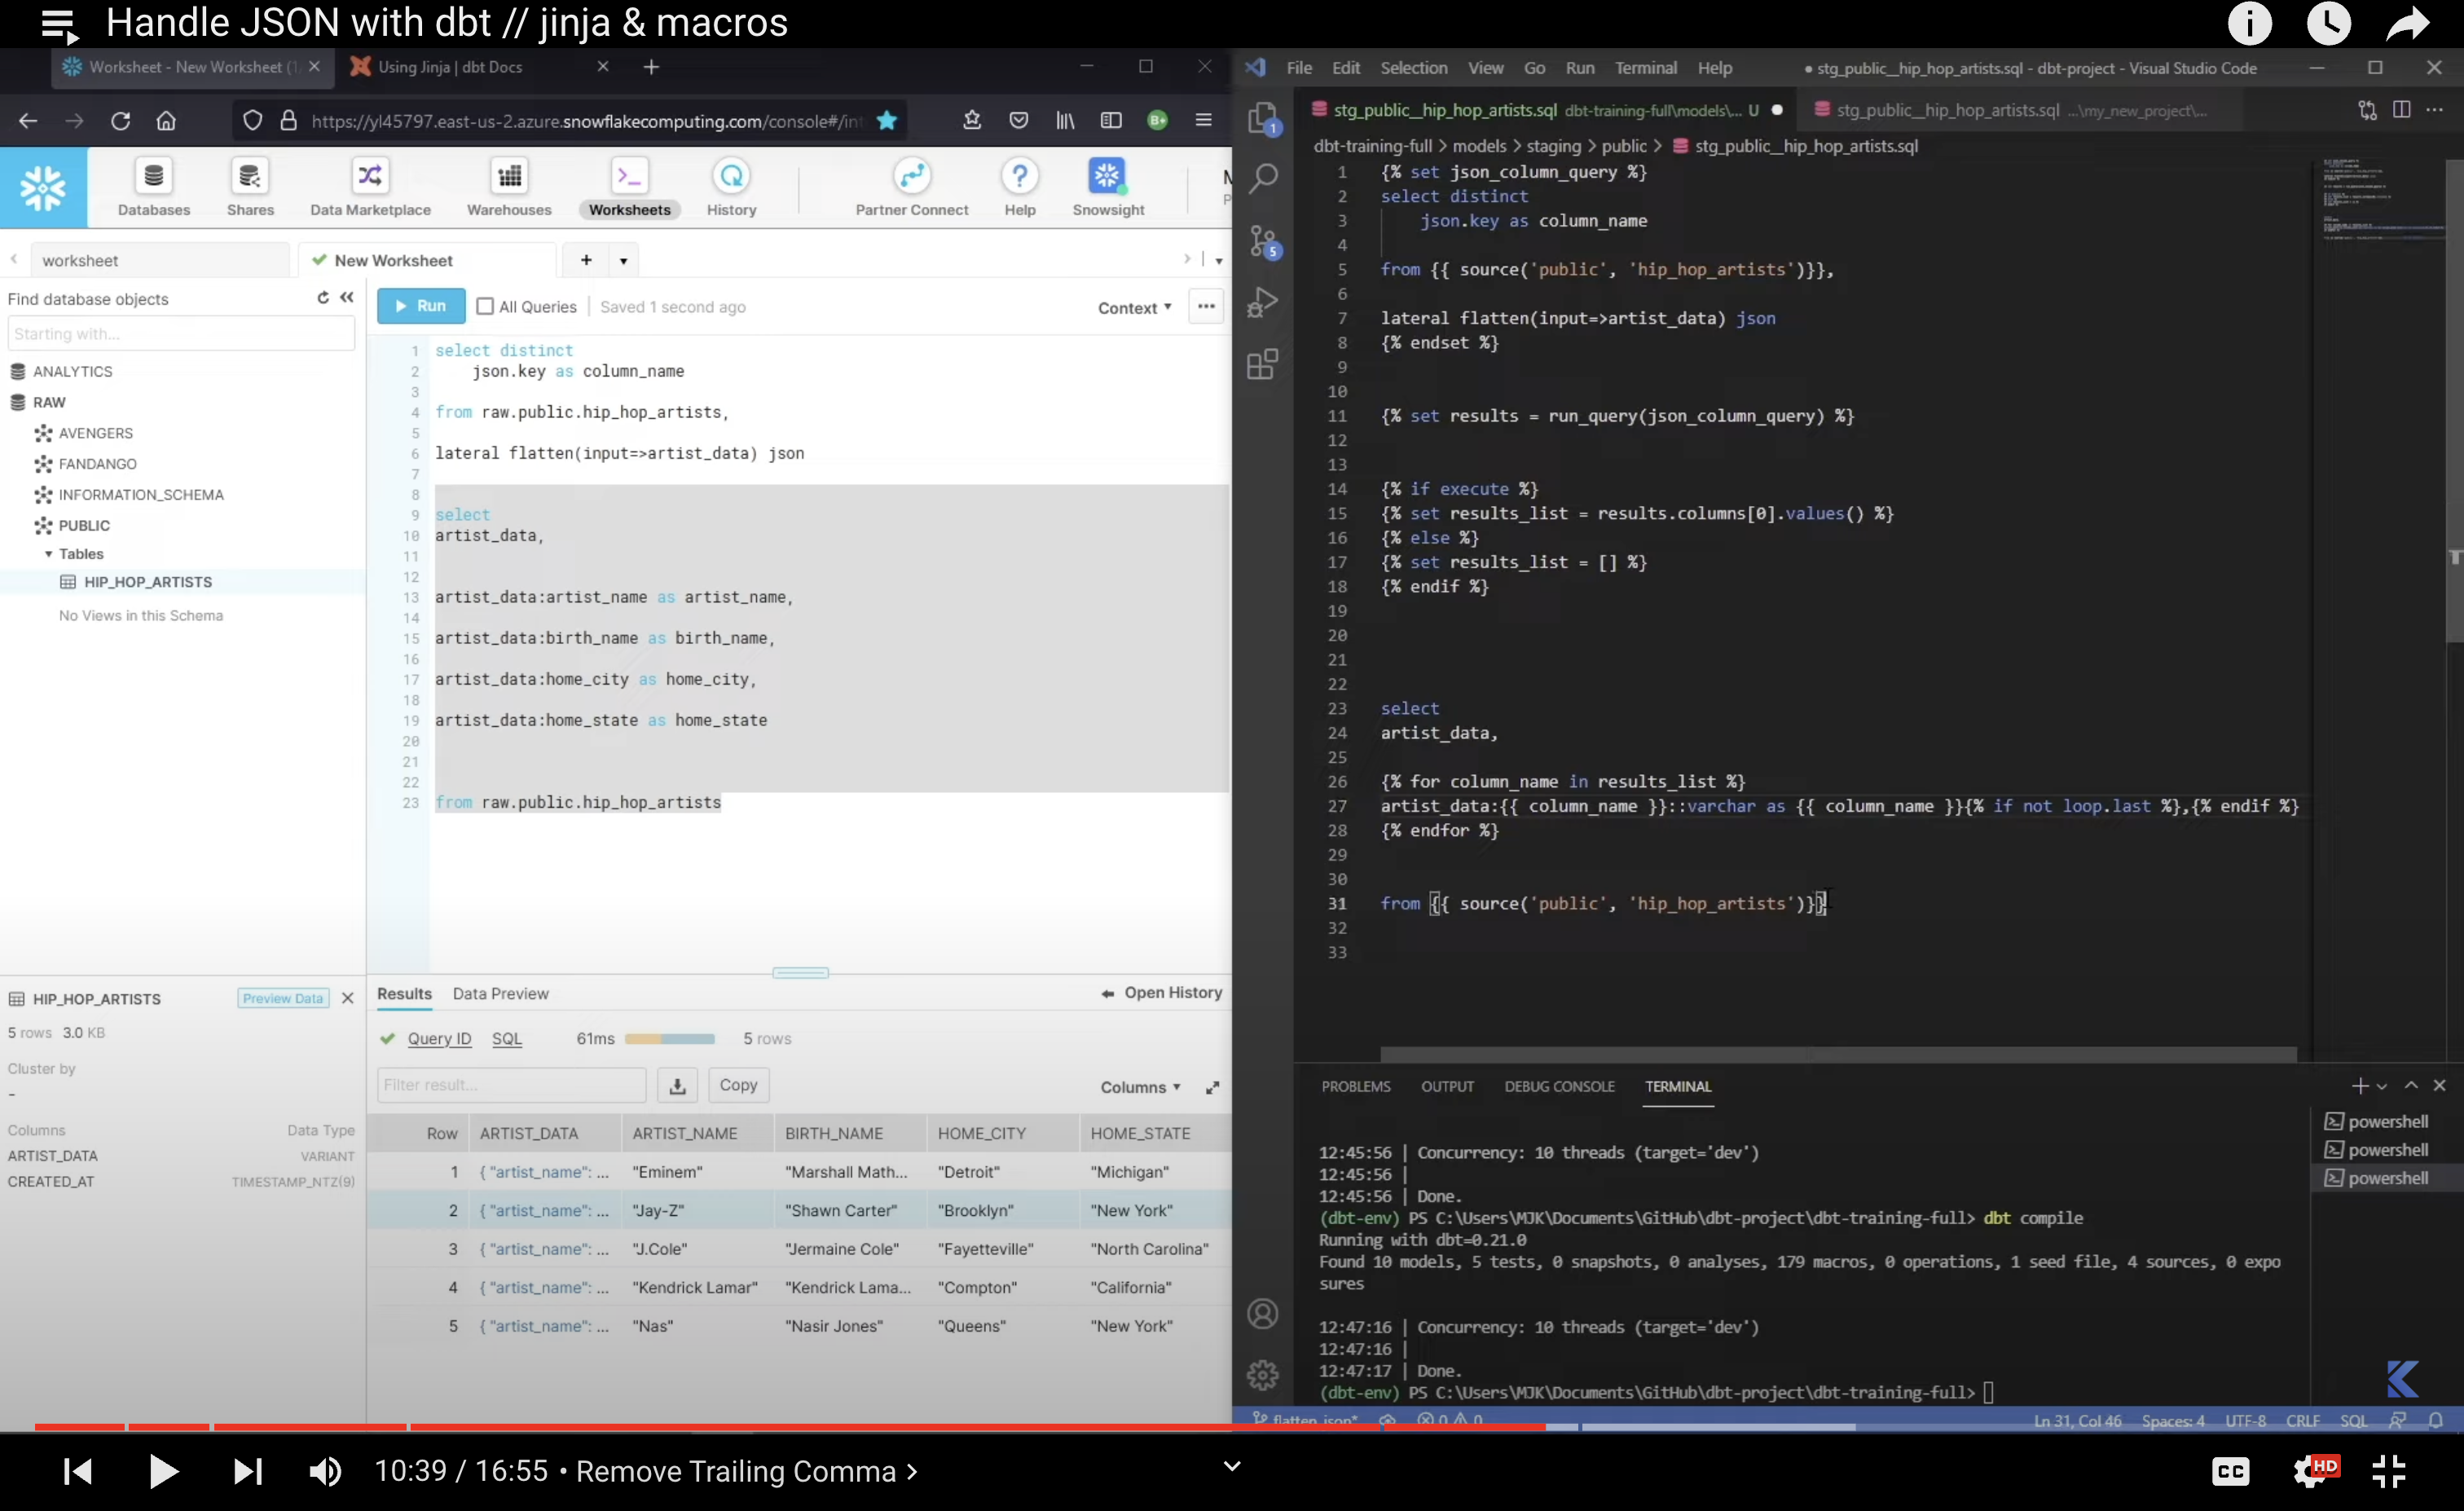 Handle JSON with dbt // jinja & macros
Worksheet - New Worksheet (1
Using Jinja | dbt Docs
https://yl45797.east-us-2.azure.snowflakecomputing.com/console#/int
Databases
Shares
Data Marketplace
Warehouses
Worksheets
History
Partner Connect
Help
Snowsight
worksheet
New Worksheet
Find database objects
Starting with...
ANALYTICS
RAW
AVENGERS
FANDANGO
INFORMATION_SCHEMA
PUBLIC
Tables
HIP_HOP_ARTISTS
No Views in this Schema
Run
All Queries
Saved 1 second ago
Context
1 select distinct
2 json.key as column_name
3
4 from raw.public.hip_hop_artists,
5
6 lateral flatten(input=>artist_data) json
7
8
9 select
10 artist_data,
11
12
13 artist_data:artist_name as artist_name,
14
15 artist_data:birth_name as birth_name,
16
17 artist_data:home_city as home_city,
18
19 artist_data:home_state as home_state
20
21
22
23 from raw.public.hip_hop_artists
HIP_HOP_ARTISTS
Preview Data
5 rows 3.0 KB
Cluster by
-
Columns Data Type
ARTIST_DATA VARIANT
CREATED_AT TIMESTAMP_NTZ(9)
Results Data Preview
Open History
Query ID SQL 61ms 5 rows
Filter result...
Copy
Columns
Row ARTIST_DATA ARTIST_NAME BIRTH_NAME HOME_CITY HOME_STATE
1 { "artist_name": ... "Eminem" "Marshall Math... "Detroit" "Michigan"
2 { "artist_name": ... "Jay-Z" "Shawn Carter" "Brooklyn" "New York"
3 { "artist_name": ... "J.Cole" "Jermaine Cole" "Fayetteville" "North Carolina"
4 { "artist_name": ... "Kendrick Lamar" "Kendrick Lama... "Compton" "California"
5 { "artist_name": ... "Nas" "Nasir Jones" "Queens" "New York"
File Edit Selection View Go Run Terminal Help
● stg_public__hip_hop_artists.sql - dbt-project - Visual Studio Code
stg_public__hip_hop_artists.sql dbt-training-full\models\... U ●
stg_public__hip_hop_artists.sql ...\my_new_project\...
dbt-training-full > models > staging > public > stg_public__hip_hop_artists.sql
1
5
1 {% set json_column_query %}
2 select distinct
3 json.key as column_name
4
5 from {{ source('public', 'hip_hop_artists')}},
6
7 lateral flatten(input=>artist_data) json
8 {% endset %}
9
10
11 {% set results = run_query(json_column_query) %}
12
13
14 {% if execute %}
15 {% set results_list = results.columns[0].values() %}
16 {% else %}
17 {% set results_list = [] %}
18 {% endif %}
19
20
21
22
23 select
24 artist_data,
25
26 {% for column_name in results_list %}
27 artist_data:{{ column_name }}::varchar as {{ column_name }}{% if not loop.last %},{% endif %}
28 {% endfor %}
29
30
31 from {{ source('public', 'hip_hop_artists')}}
32
33
PROBLEMS OUTPUT DEBUG CONSOLE TERMINAL
powershell
powershell
powershell
12:45:56 | Concurrency: 10 threads (target='dev')
12:45:56 |
12:45:56 | Done.
(dbt-env) PS C:\Users\MJK\Documents\GitHub\dbt-project\dbt-training-full> dbt compile
Running with dbt=0.21.0
Found 10 models, 5 tests, 0 snapshots, 0 analyses, 179 macros, 0 operations, 1 seed file, 4 sources, 0 expo
sures
12:47:16 | Concurrency: 10 threads (target='dev')
12:47:16 |
12:47:17 | Done.
(dbt-env) PS C:\Users\MJK\Documents\GitHub\dbt-project\dbt-training-full>
flatten_json* 0 0
Ln 31, Col 46 Spaces: 4 UTF-8 CRLF SQL
10:39 / 16:55 • Remove Trailing Comma >
CC
HD